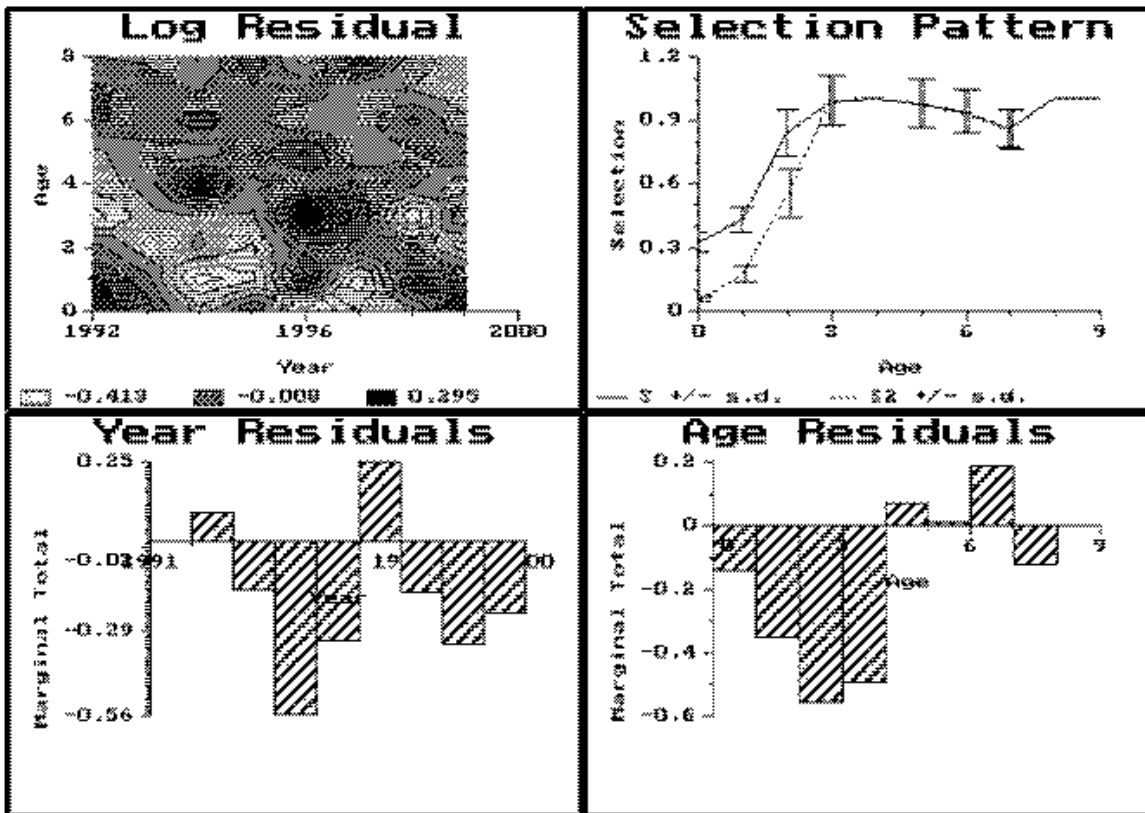 Log Residual
8
6
4
2
0
Age
1992
1996
2000
Year
-0.413
-0.008
0.295
Selection Pattern
1.2
0.9
0.6
0.3
0
Selection
0
3
6
9
Age
S +/- s.d.
S2 +/- s.d.
Year Residuals
0.25
-0.02
-0.29
-0.56
Marginal Total
Year
Age Residuals
0.2
0
-0.2
-0.4
-0.6
Marginal Total
6
9
Age